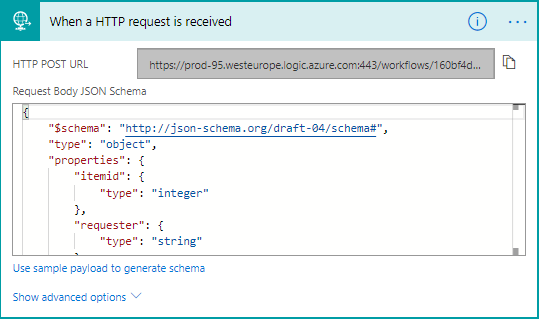 When a HTTP request is received
HTTP POST URL
https://prod-95.westeurope.logic.azure.com:443/workflows/160bf4d...
Request Body JSON Schema
{
"$schema": "http://json-schema.org/draft-04/schema#",
"type": "object",
"properties": {
"itemid": {
"type": "integer"
},
"requester": {
"type": "string"
Use sample payload to generate schema
Show advanced options